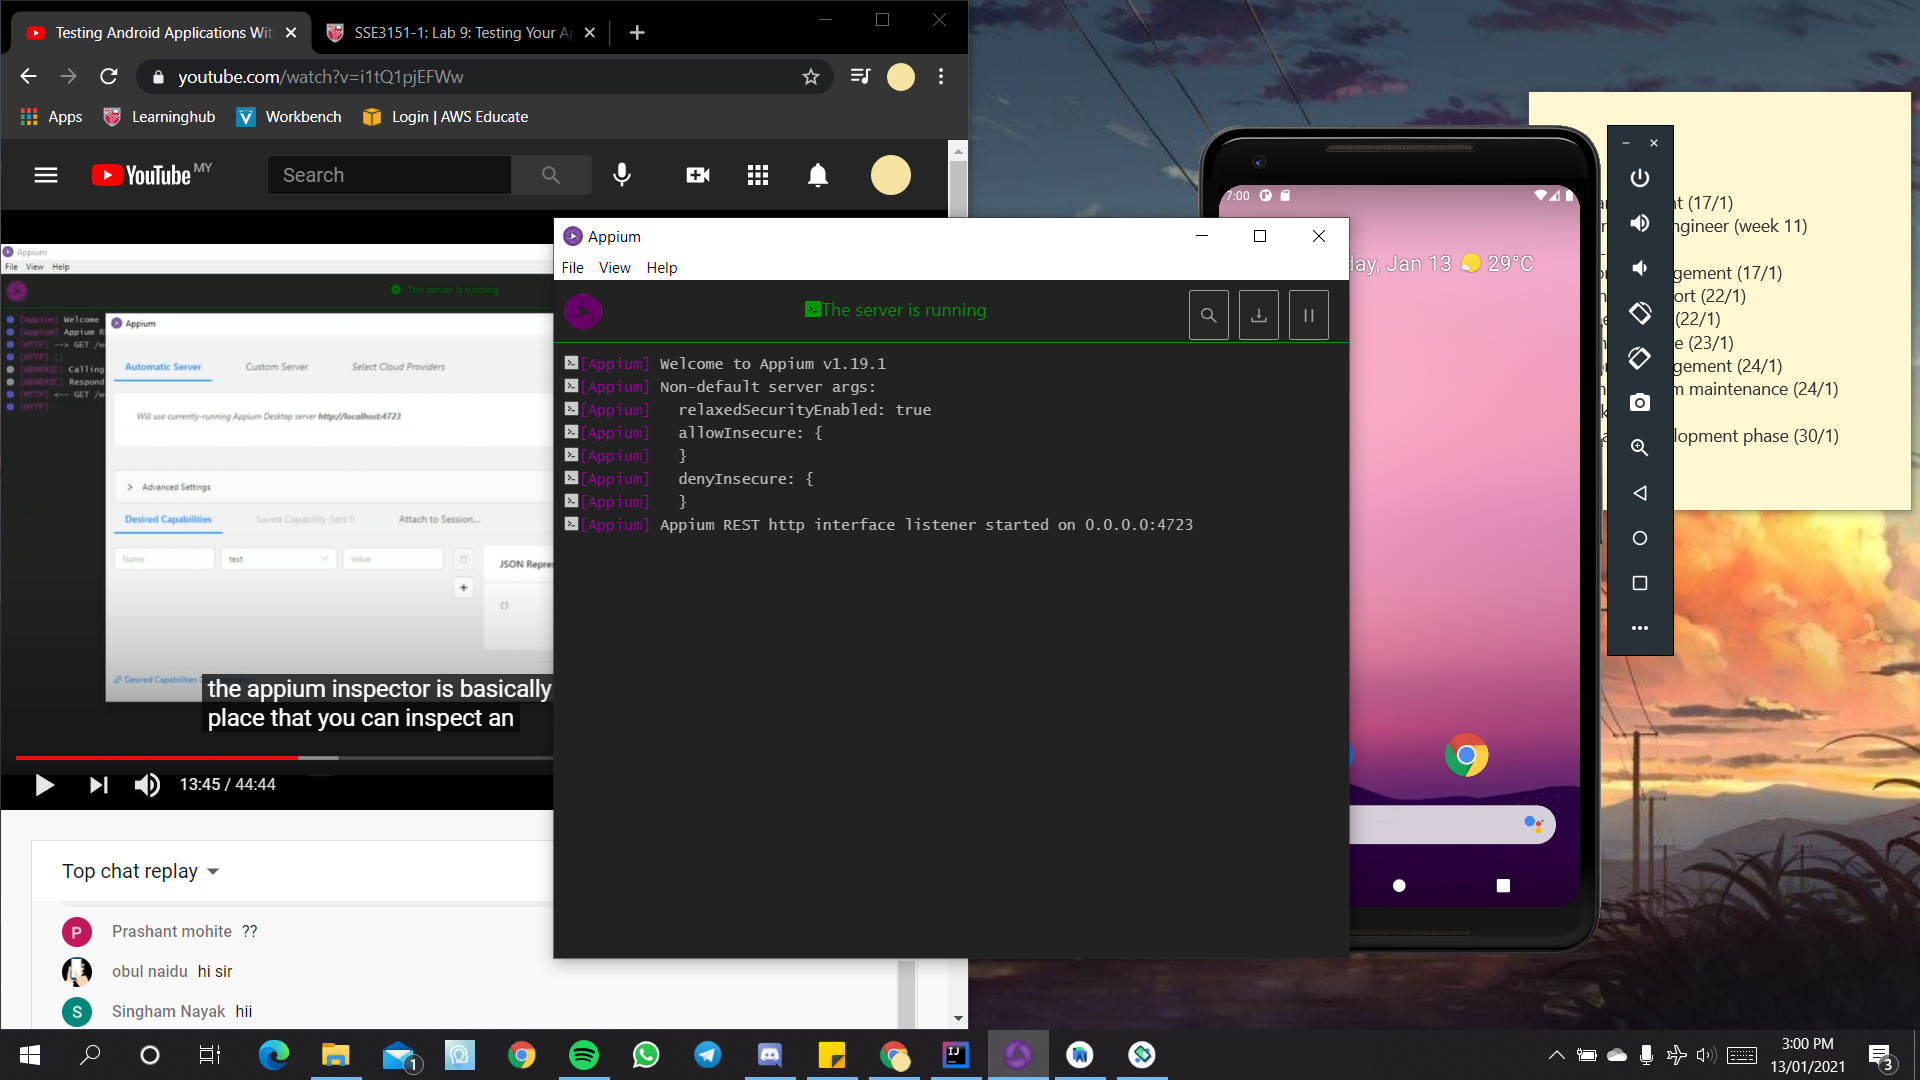 Testing Android Applications Wit
SSE3151-1: Lab 9: Testing Your A
youtube.com/watch?v=i1tQ1pjEFWw
Apps
Learninghub
Workbench
Login | AWS Educate
YouTube MY
Search
Appium
File View Help
The server is running
[Appium] Welcome
[Appium] Appium R
[HTTP] --> GET /w
[HTTP] {}
[GENERIC] Calling
[GENERIC] Respond
[HTTP] <-- GET /w
[HTTP]
Appium
Automatic Server
Custom Server
Select Cloud Providers
Will use currently-running Appium Desktop server http://localhost:4723
Advanced Settings
Desired Capabilities
Saved Capability Sets 0
Attach to Session...
Name
text
Value
JSON Repre
{}
Desired Capabilities D
the appium inspector is basically
place that you can inspect an
13:45 / 44:44
Top chat replay
P
Prashant mohite ??
obul naidu hi sir
S
Singham Nayak hii
Appium
File View Help
The server is running
[Appium] Welcome to Appium v1.19.1
[Appium] Non-default server args:
[Appium] relaxedSecurityEnabled: true
[Appium] allowInsecure: {
[Appium] }
[Appium] denyInsecure: {
[Appium] }
[Appium] Appium REST http interface listener started on 0.0.0.0:4723
7:00
day, Jan 13 29°C
t (17/1)
ngineer (week 11)
gement (17/1)
ort (22/1)
(22/1)
e (23/1)
gement (24/1)
m maintenance (24/1)
lopment phase (30/1)
1
IJ
3:00 PM
13/01/2021
3